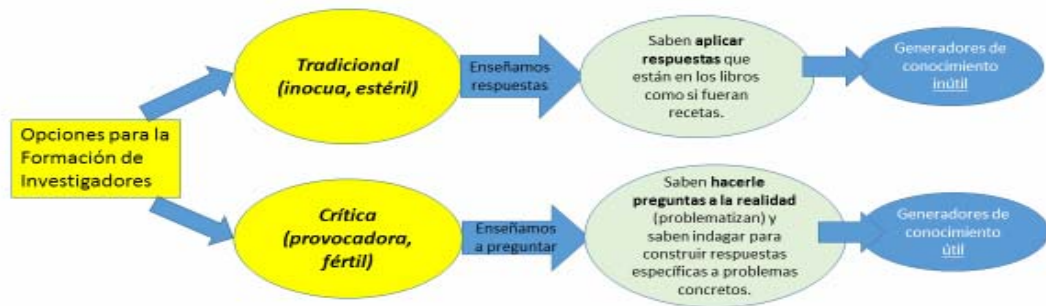 Opciones para la
Formación de
Investigadores
Tradicional
(inocua, estéril)
Enseñamos
respuestas
Saben aplicar
respuestas que
están en los libros
como si fueran
recetas.
Generadores de
conocimiento
inútil
Crítica
(provocadora,
fértil)
Enseñamos
a preguntar
Saben hacerle
preguntas a la realidad
(problematizan) y
saben indagar para
construir respuestas
específicas a problemas
concretos.
Generadores de
conocimiento
útil